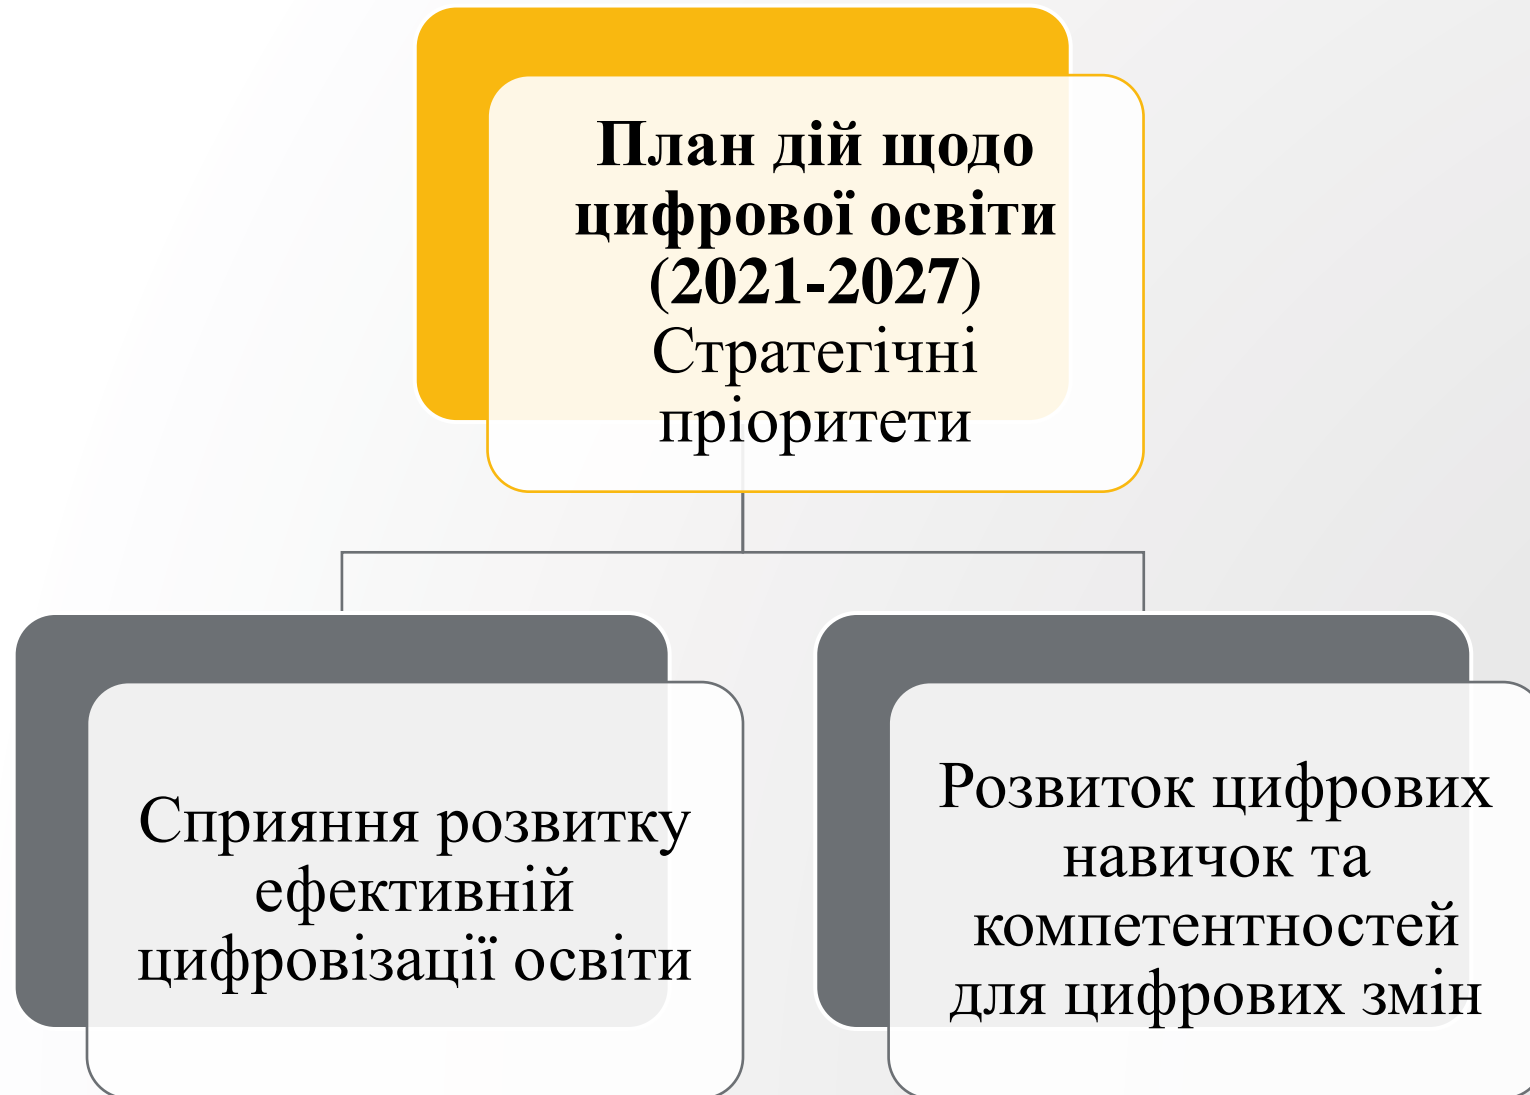 План дій щодо
цифрової освіти
(2021-2027)
Стратегічні
пріоритети
Сприяння розвитку
ефективній
цифровізації освіти
Розвиток цифрових
навичок та
компетентностей
для цифрових змін